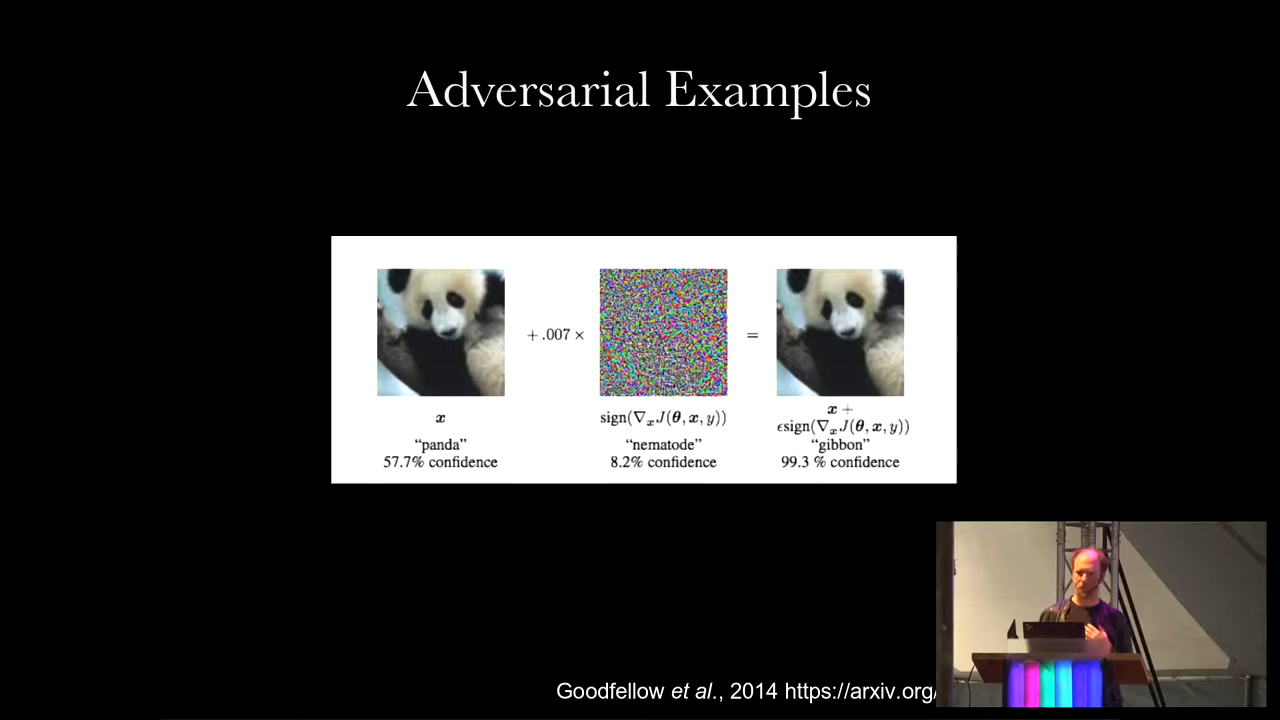 Adversarial Examples
+ .007 ×
=
x
"panda"
57.7% confidence
sign(∇ₓJ(θ, x, y))
"nematode"
8.2% confidence
x +
ϵsign(∇ₓJ(θ, x, y))
"gibbon"
99.3 % confidence
Goodfellow et al., 2014 https://arxiv.org/